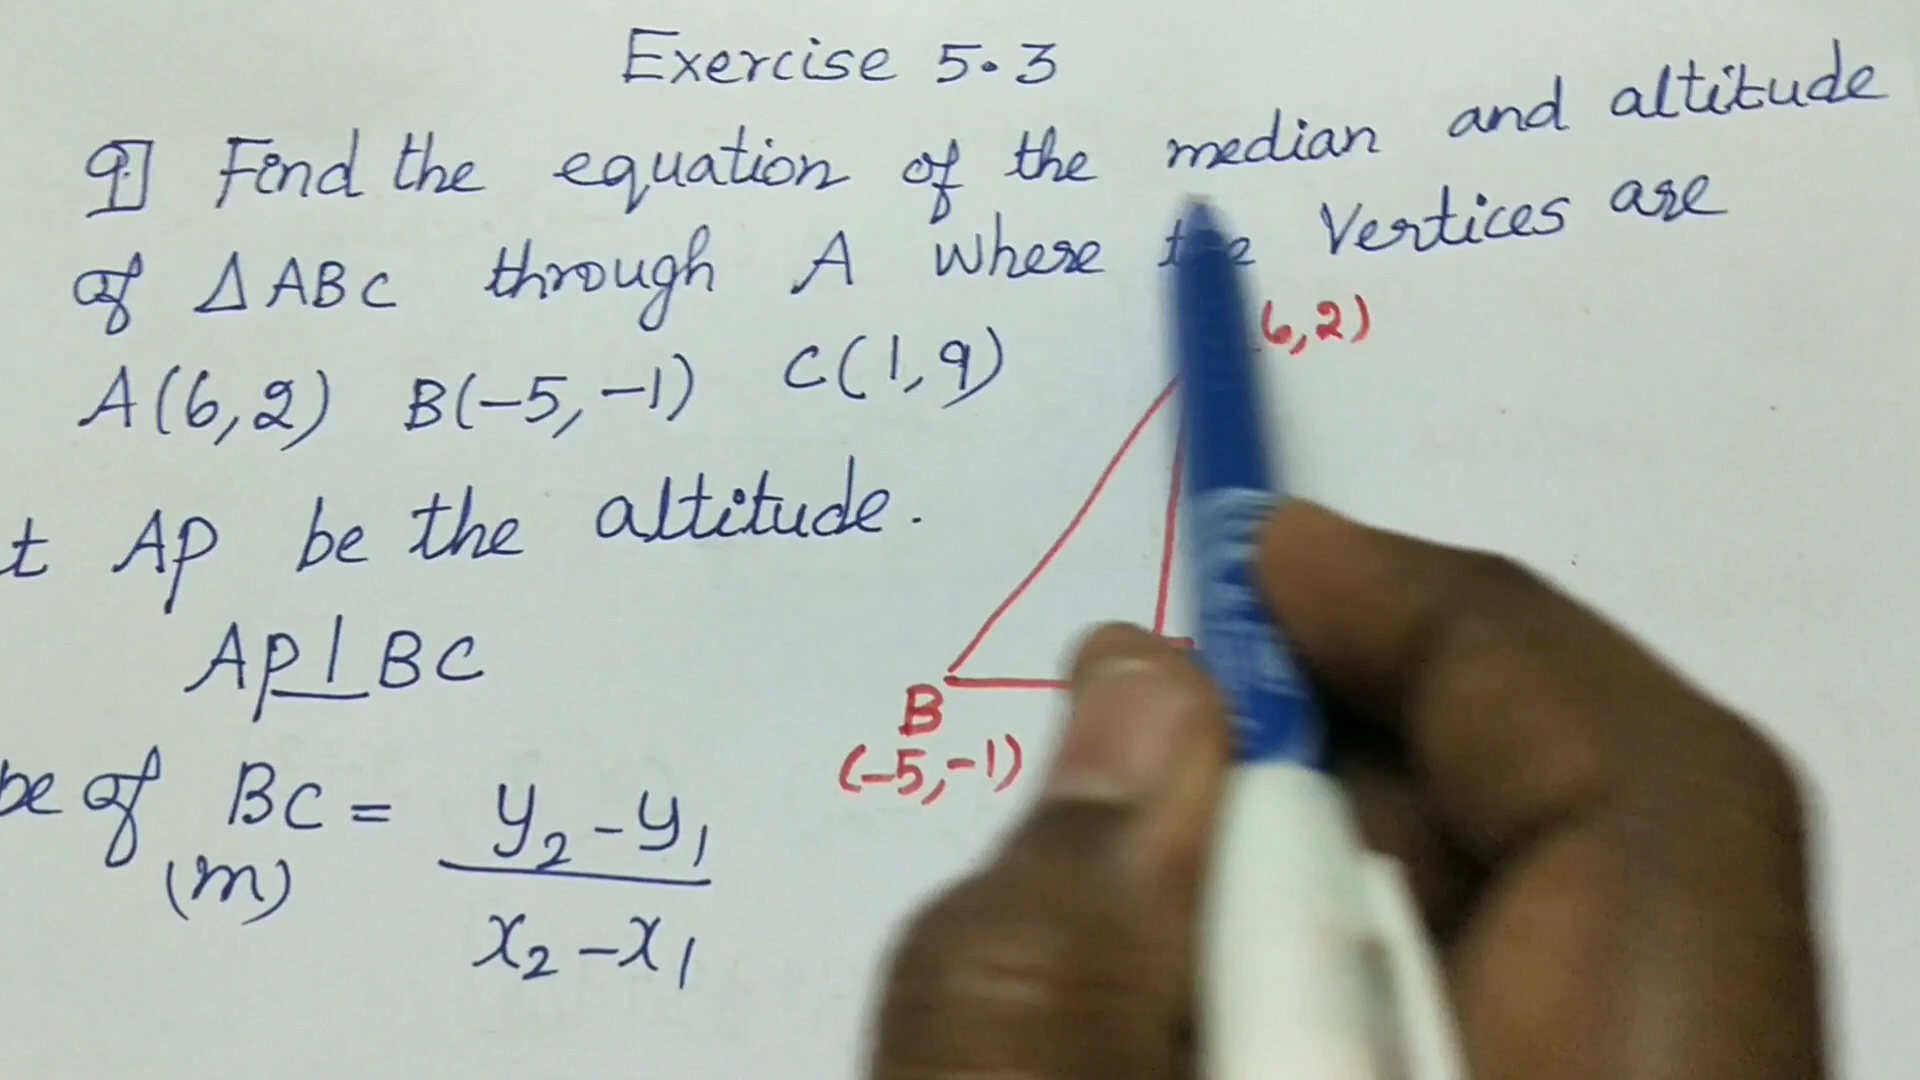 Exercise 5.3
9] Find the equation of the median and altitude
of ΔABC through A where the Vertices are
A(6,2) B(-5,-1) C(1,9)
6,2)
t AP be the altitude.
AP⊥BC
B
(-5,-1)
be of BC = y₂-y₁
(m) x₂-x₁